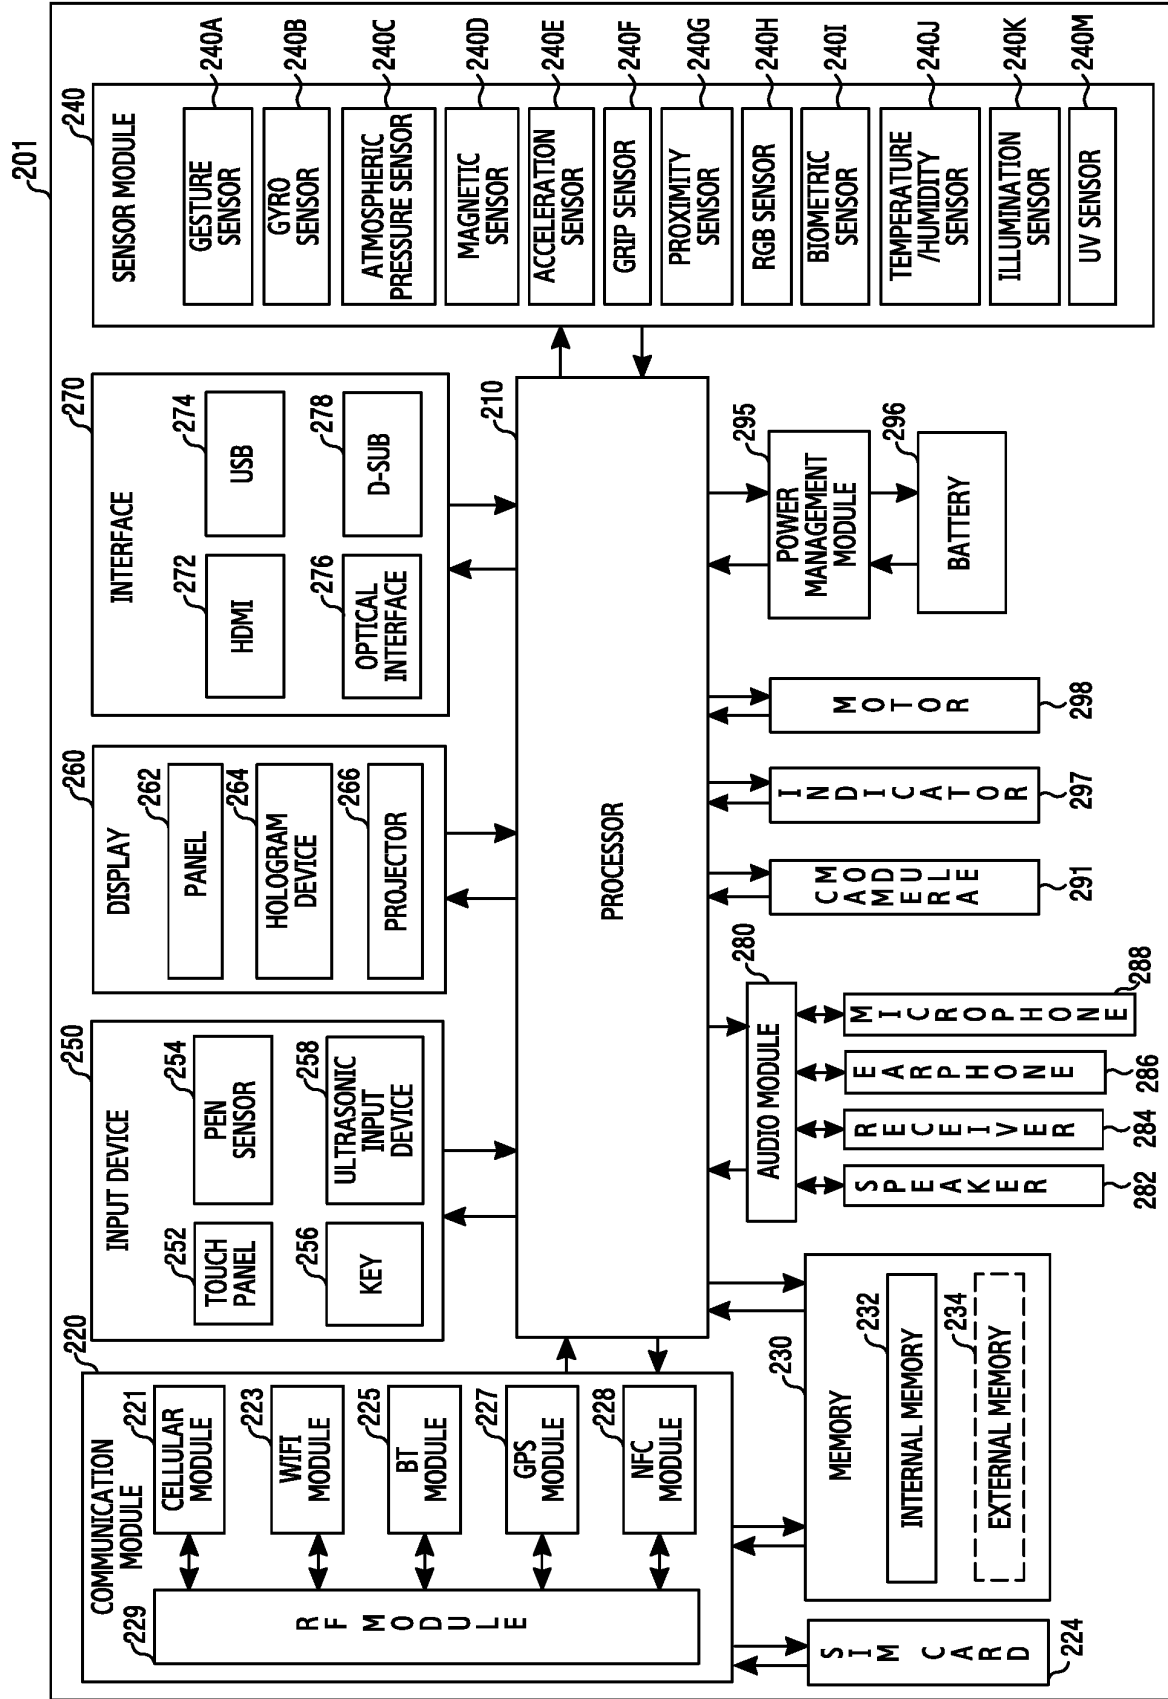 201
COMMUNICATION
MODULE
220
229
RF MODULE
221
CELLULAR
MODULE
223
WIFI
MODULE
225
BT
MODULE
227
GPS
MODULE
228
NFC
MODULE
SIM CARD
224
INPUT DEVICE
250
252
TOUCH
PANEL
254
PEN
SENSOR
256
KEY
258
ULTRASONIC
INPUT
DEVICE
DISPLAY
260
262
PANEL
264
HOLOGRAM
DEVICE
266
PROJECTOR
INTERFACE
270
272
HDMI
274
USB
276
OPTICAL
INTERFACE
278
D-SUB
SENSOR MODULE
240
GESTURE
SENSOR
240A
GYRO
SENSOR
240B
ATMOSPHERIC
PRESSURE SENSOR
240C
MAGNETIC
SENSOR
240D
ACCELERATION
SENSOR
240E
GRIP SENSOR
240F
PROXIMITY
SENSOR
240G
RGB SENSOR
240H
BIOMETRIC
SENSOR
240I
TEMPERATURE
/HUMIDITY
SENSOR
240J
ILLUMINATION
SENSOR
240K
UV SENSOR
240M
PROCESSOR
210
MEMORY
230
232
INTERNAL MEMORY
234
EXTERNAL MEMORY
AUDIO MODULE
280
SPEAKER
282
RECEIVER
284
EARPHONE
286
MICROPHONE
288
CAMERA
MODULE
291
INDICATOR
297
MOTOR
298
POWER
MANAGEMENT
MODULE
295
BATTERY
296